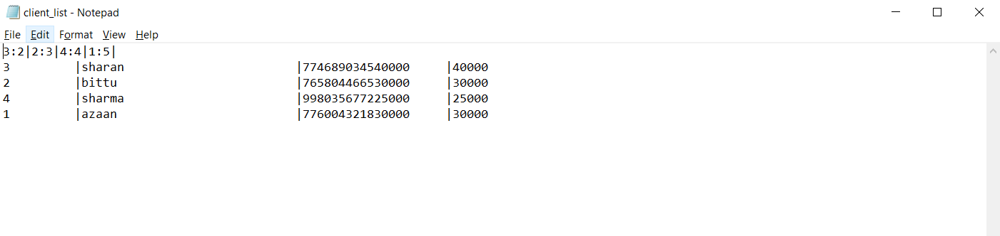 client_list - Notepad
File Edit Format View Help
3:2|2:3|4:4|1:5|
3 |sharan |774689034540000 |40000
2 |bittu |765804466530000 |30000
4 |sharma |998035677225000 |25000
1 |azaan |776004321830000 |30000